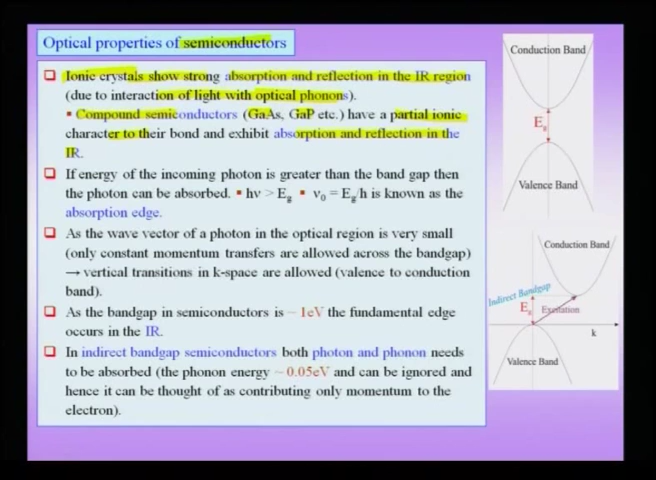 Optical properties of semiconductors
❑ Ionic crystals show strong absorption and reflection in the IR region
(due to interaction of light with optical phonons).
▪ Compound semiconductors (GaAs, GaP etc.) have a partial ionic
character to their bond and exhibit absorption and reflection in the
IR.
❑ If energy of the incoming photon is greater than the band gap then
the photon can be absorbed. ▪ hν > Eg ▪ ν0 = Eg/h is known as the
absorption edge.
❑ As the wave vector of a photon in the optical region is very small
(only constant momentum transfers are allowed across the bandgap)
→ vertical transitions in k-space are allowed (valence to conduction
band).
❑ As the bandgap in semiconductors is ~ 1eV the fundamental edge
occurs in the IR.
❑ In indirect bandgap semiconductors both photon and phonon needs
to be absorbed (the phonon energy ~ 0.05eV and can be ignored and
hence it can be thought of as contributing only momentum to the
electron).
Conduction Band
Eg
Valence Band
Conduction Band
Indirect Bandgap
Eg Excitation
k
Valence Band